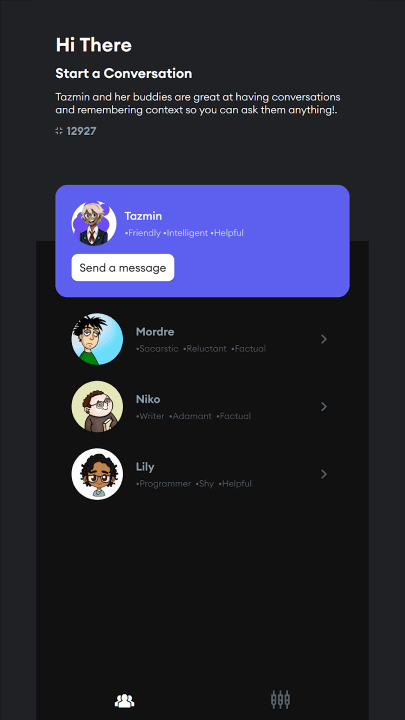 Hi There
Start a Conversation
Tazmin and her buddies are great at having conversations
and remembering context so you can ask them anything!.
12927
Tazmin
•Friendly •Intelligent •Helpful
Send a message
Mordre
•Sacarstic •Reluctant •Factual
Niko
•Writer •Adamant •Factual
Lily
•Programmer •Shy •Helpful